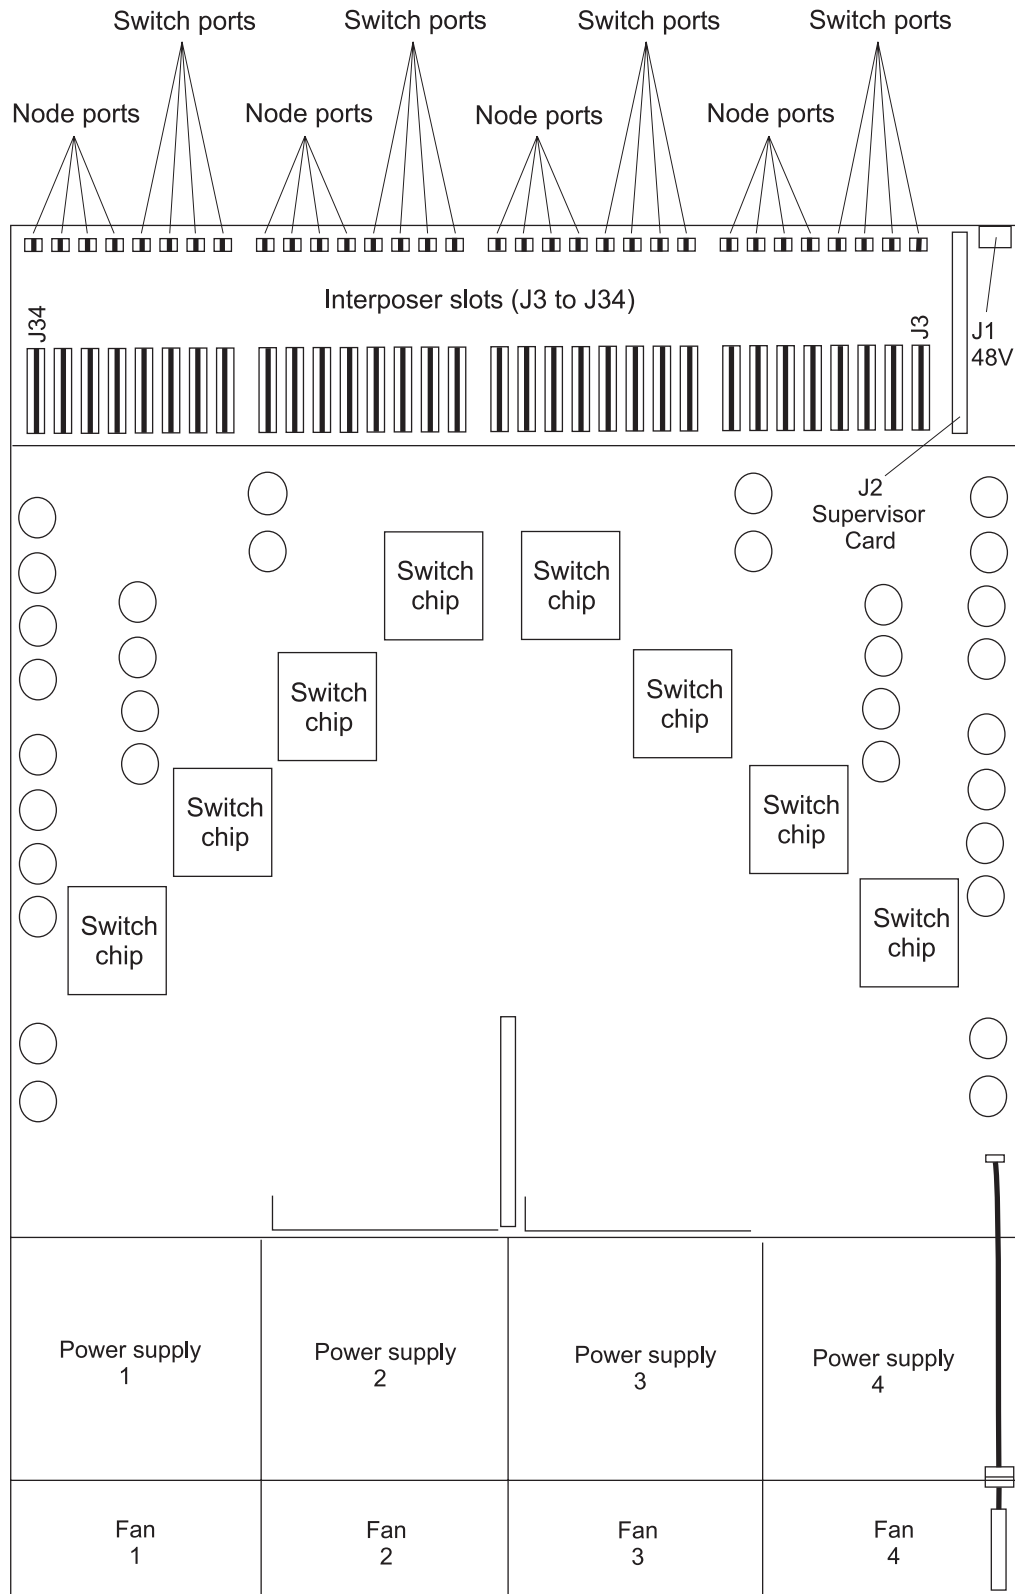 Switch ports
Switch ports
Switch ports
Switch ports
Node ports
Node ports
Node ports
Node ports
Interposer slots (J3 to J34)
J34
J3
J1
48V
J2
Supervisor
Card
Switch
chip
Switch
chip
Switch
chip
Switch
chip
Switch
chip
Switch
chip
Switch
chip
Switch
chip
Power supply
1
Power supply
2
Power supply
3
Power supply
4
Fan
1
Fan
2
Fan
3
Fan
4